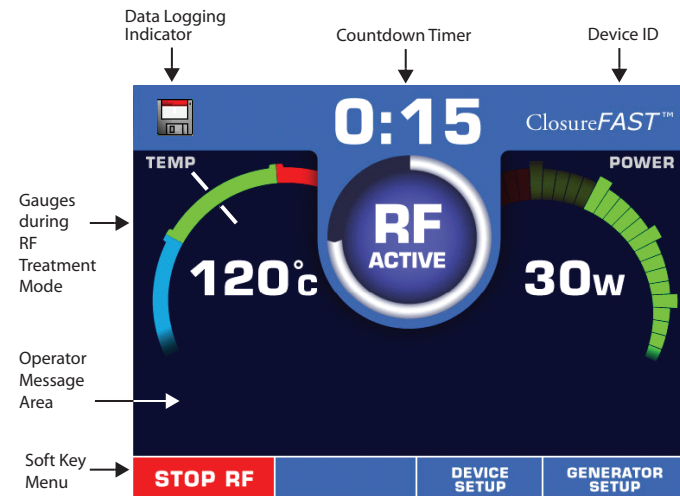 Data Logging
Indicator
Countdown Timer
Device ID
0:15
ClosureFAST™
TEMP
POWER
Gauges
during
RF
Treatment
Mode
RF
ACTIVE
120°c
30W
Operator
Message
Area
Soft Key
Menu
STOP RF
DEVICE
SETUP
GENERATOR
SETUP